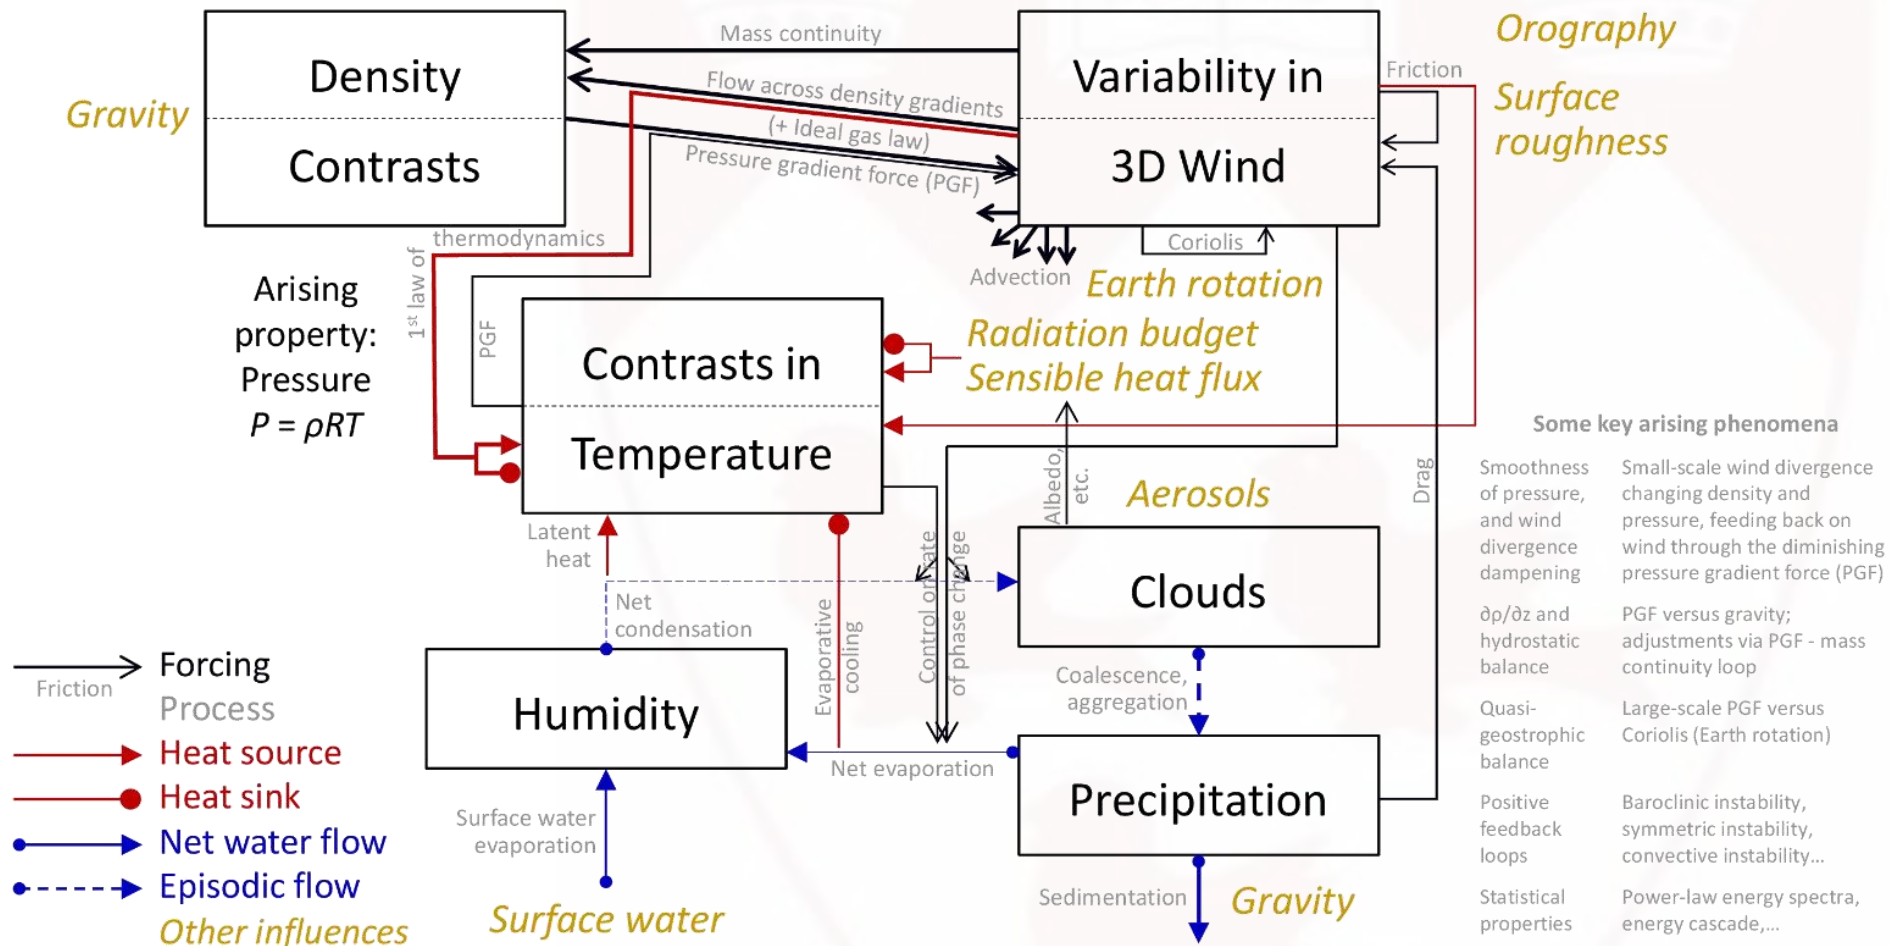 Density
Contrasts
Gravity
Mass continuity
Flow across density gradients
(+ Ideal gas law)
Pressure gradient force (PGF)
Variability in
3D Wind
Friction
Orography
Surface
roughness
Coriolis
Advection
Earth rotation
1st law of
thermodynamics
PGF
Arising
property:
Pressure
P = ρRT
Contrasts in
Temperature
Radiation budget
Sensible heat flux
Albedo,
etc.
Aerosols
Drag
Latent
heat
Net
condensation
Evaporative
cooling
Control on rate
of phase change
Clouds
Coalescence,
aggregation
Humidity
Net evaporation
Precipitation
Surface water
evaporation
Surface water
Sedimentation
Gravity
Forcing
Friction
Process
Heat source
Heat sink
Net water flow
Episodic flow
Other influences
Some key arising phenomena
Smoothness
of pressure,
and wind
divergence
dampening
Small-scale wind divergence
changing density and
pressure, feeding back on
wind through the diminishing
pressure gradient force (PGF)
∂p/∂z and
hydrostatic
balance
PGF versus gravity;
adjustments via PGF - mass
continuity loop
Quasi-
geostrophic
balance
Large-scale PGF versus
Coriolis (Earth rotation)
Positive
feedback
loops
Baroclinic instability,
symmetric instability,
convective instability…
Statistical
properties
Power-law energy spectra,
energy cascade,…